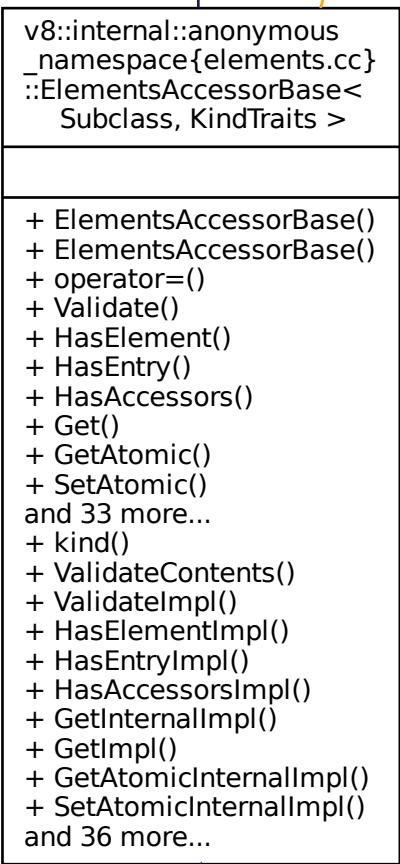 v8::internal::anonymous
_namespace{elements.cc}
::ElementsAccessorBase<
Subclass, KindTraits >
+ ElementsAccessorBase()
+ ElementsAccessorBase()
+ operator=()
+ Validate()
+ HasElement()
+ HasEntry()
+ HasAccessors()
+ Get()
+ GetAtomic()
+ SetAtomic()
and 33 more...
+ kind()
+ ValidateContents()
+ ValidateImpl()
+ HasElementImpl()
+ HasEntryImpl()
+ HasAccessorsImpl()
+ GetInternalImpl()
+ GetImpl()
+ GetAtomicInternalImpl()
+ SetAtomicInternalImpl()
and 36 more...